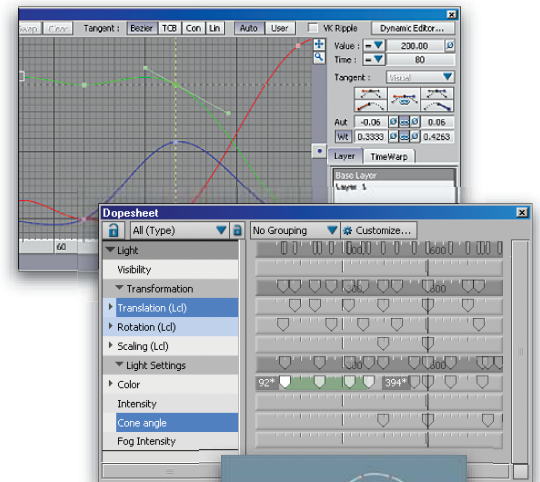 Swap Clear Tangent : Bezier TCB Con Lin Auto User VK Ripple Dynamic Editor...
Value : = 200.00
Time : = 80
Tangent : Visual
Aut -0.06 0.06
Wt 0.3333 0.4263
Layer TimeWarp
Base Layer
Layer 1
60
Dopesheet
All (Type) No Grouping Customize...
Light
Visibility
Transformation
Translation (Lcl)
Rotation (Lcl)
Scaling (Lcl)
Light Settings
Color 92* 394*
Intensity
Cone angle
Fog Intensity